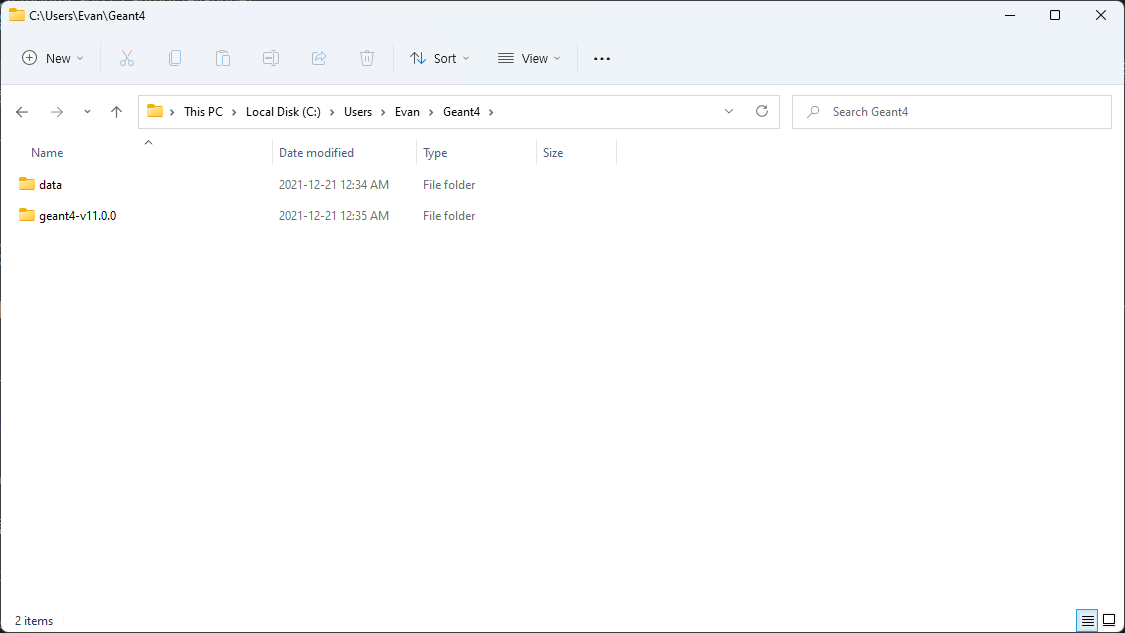 C:\Users\Evan\Geant4
New Sort View
This PC Local Disk (C:) Users Evan Geant4 Search Geant4
Name Date modified Type Size
data 2021-12-21 12:34 AM File folder
geant4-v11.0.0 2021-12-21 12:35 AM File folder
2 items